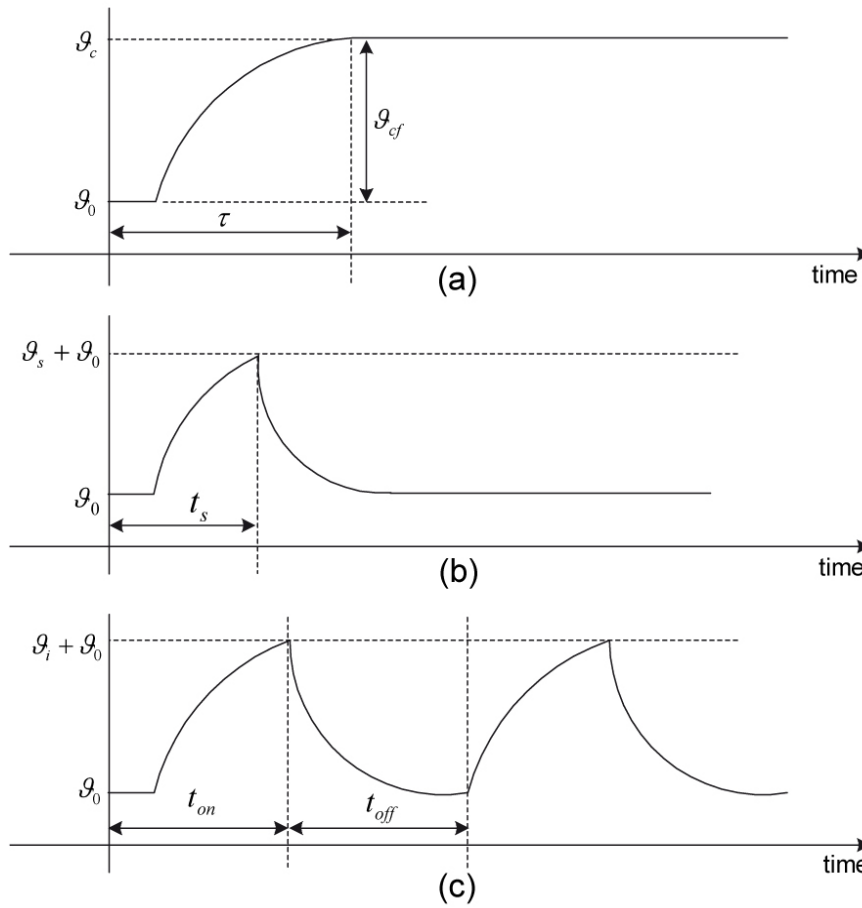 ϑc
ϑcf
ϑ0
τ
(a)
time
ϑs + ϑ0
ϑ0
ts
(b)
time
ϑi + ϑ0
ϑ0
ton
toff
(c)
time